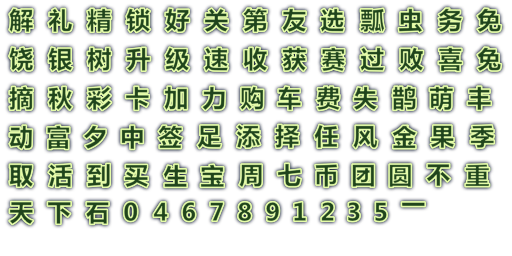 解礼精锁好关第友选瓢虫务兔
饶银树升级速收获赛过败喜兔
摘秋彩卡加力购车费失鹊萌丰
动富夕中签足添择任风金果季
取活到买生宝周七币团圆不重
天下石0467891235一